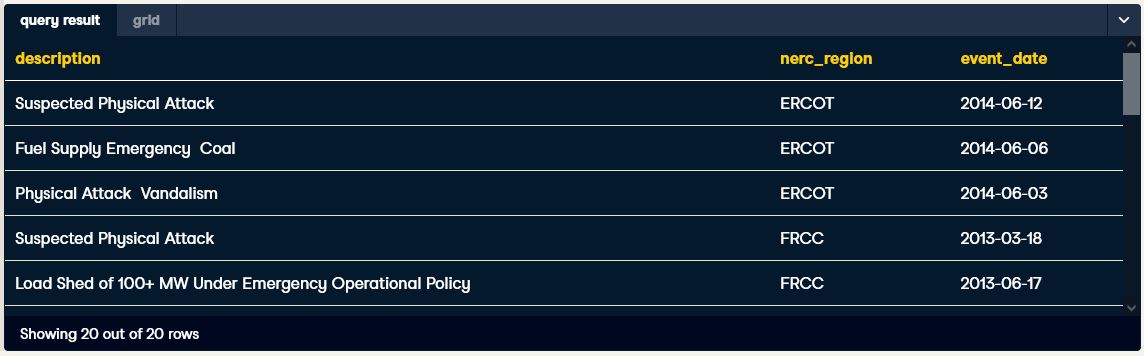 query result grid
description nerc_region event_date
Suspected Physical Attack ERCOT 2014-06-12
Fuel Supply Emergency  Coal ERCOT 2014-06-06
Physical Attack  Vandalism ERCOT 2014-06-03
Suspected Physical Attack FRCC 2013-03-18
Load Shed of 100+ MW Under Emergency Operational Policy FRCC 2013-06-17
Showing 20 out of 20 rows